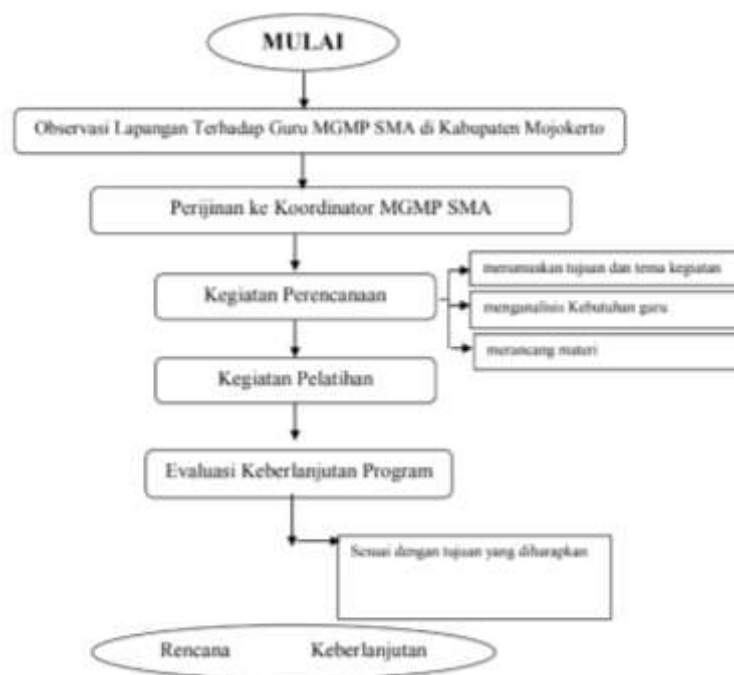 MULAI
Observasi Lapangan Terhadap Guru MGMP SMA di Kabupaten Mojokerto
Perijinan ke Koordinator MGMP SMA
Kegiatan Perencanaan
merumuskan tujuan dan tema kegiatan
menganalisis Kebutuhan guru
merancang materi
Kegiatan Pelatihan
Evaluasi Keberlanjutan Program
Sesuai dengan tujuan yang diharapkan
Rencana Keberlanjutan